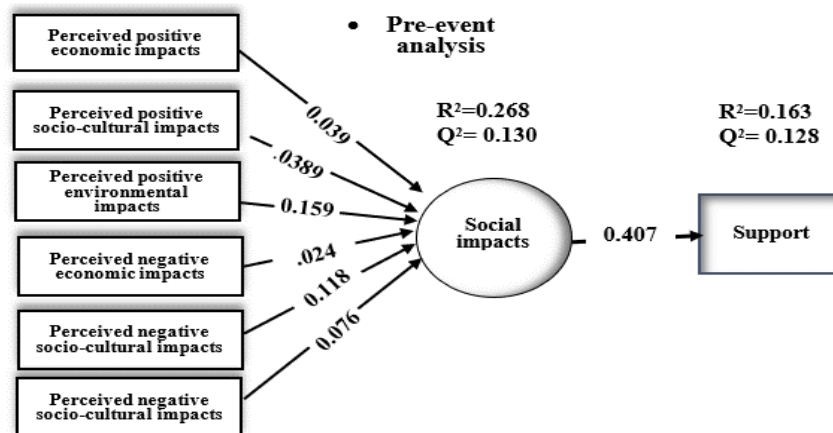 Perceived positive
economic impacts
• Pre-event
analysis
Perceived positive
socio-cultural impacts
Perceived positive
environmental
impacts
Perceived negative
economic impacts
Perceived negative
socio-cultural impacts
Perceived negative
socio-cultural impacts
0.039
.0389
0.159
.024
0.118
0.076
R²=0.268
Q²= 0.130
Social
impacts
0.407
R²=0.163
Q²= 0.128
Support